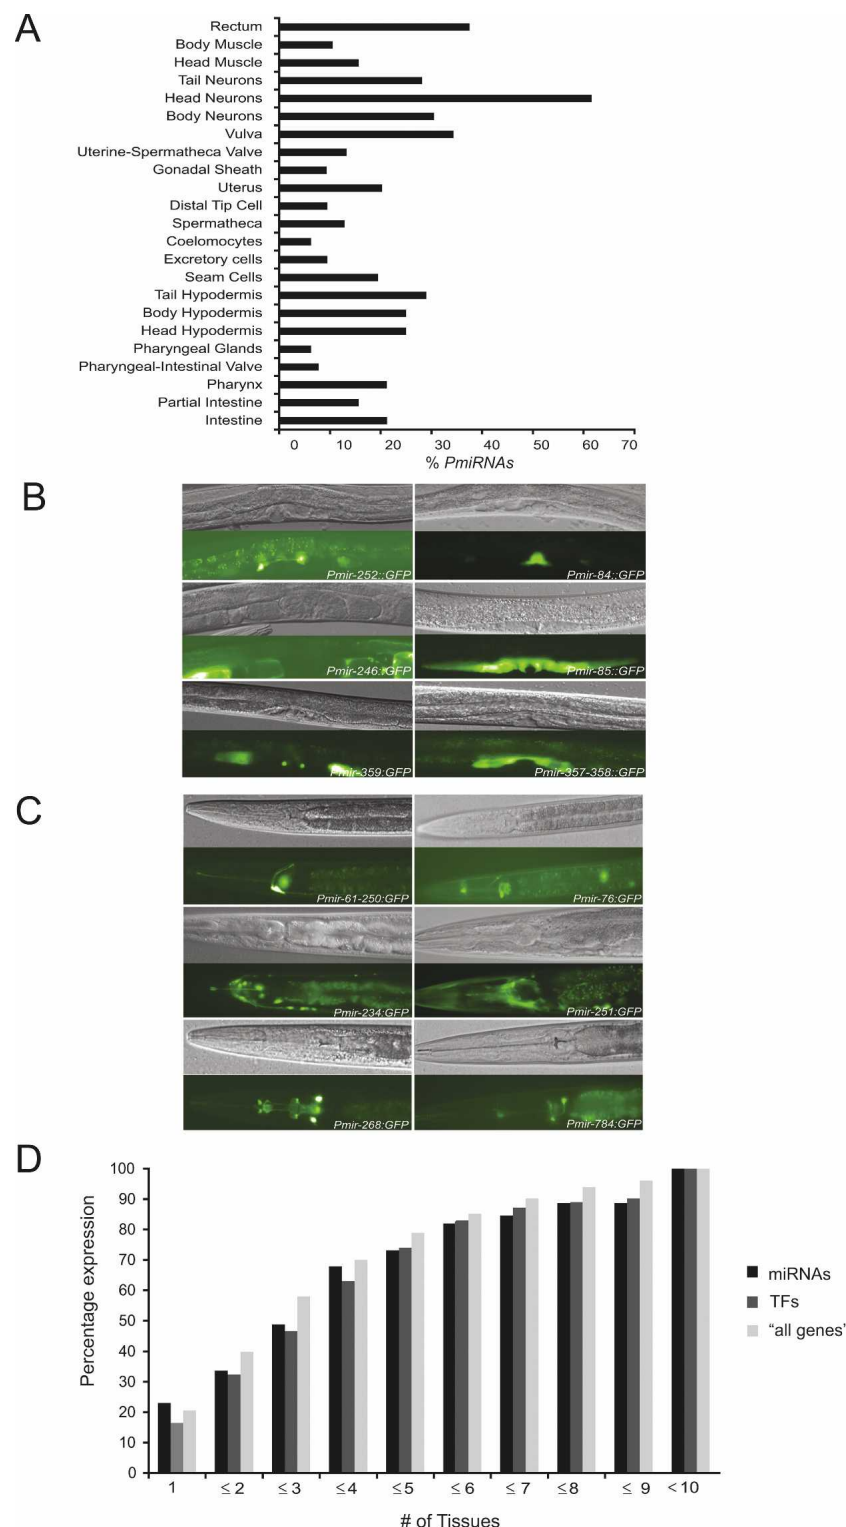 A
Rectum
Body Muscle
Head Muscle
Tail Neurons
Head Neurons
Body Neurons
Vulva
Uterine-Spermatheca Valve
Gonadal Sheath
Uterus
Distal Tip Cell
Spermatheca
Coelomocytes
Excretory cells
Seam Cells
Tail Hypodermis
Body Hypodermis
Head Hypodermis
Pharyngeal Glands
Pharyngeal-Intestinal Valve
Pharynx
Partial Intestine
Intestine
0 10 20 30 40 50 60 70
% PmiRNAs
B
Pmir-252::GFP
Pmir-84::GFP
Pmir-246:GFP
Pmir-85::GFP
Pmir-359:GFP
Pmir-357-358::GFP
C
Pmir-61-250:GFP
Pmir-76:GFP
Pmir-234:GFP
Pmir-251:GFP
Pmir-268:GFP
Pmir-784:GFP
D
Percentage expression
100
90
80
70
60
50
40
30
20
10
0
1 ≤ 2 ≤ 3 ≤4 ≤5 ≤ 6 ≤ 7 ≤8 ≤ 9 < 10
# of Tissues
miRNAs
TFs
“all genes’